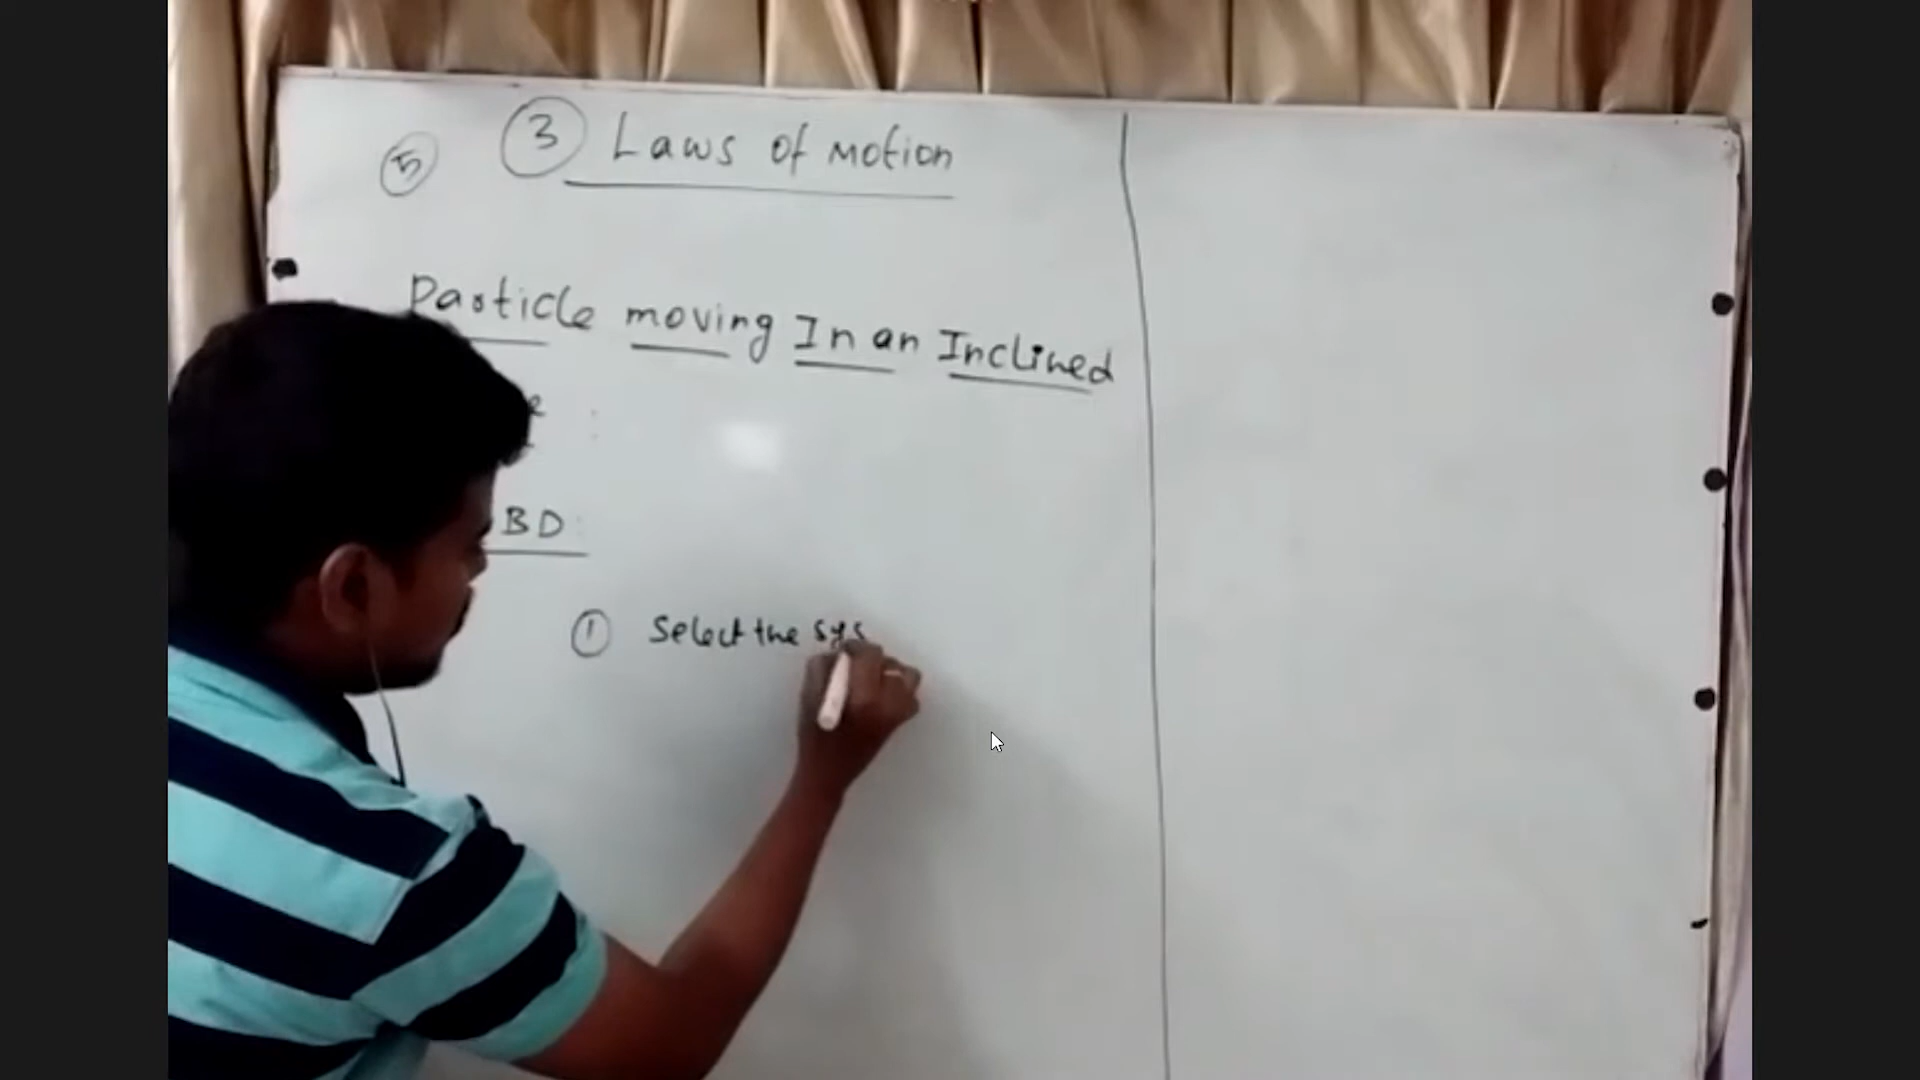 5 3 Laws of motion
Particle moving In an Inclined
BD :
1 Select the sys